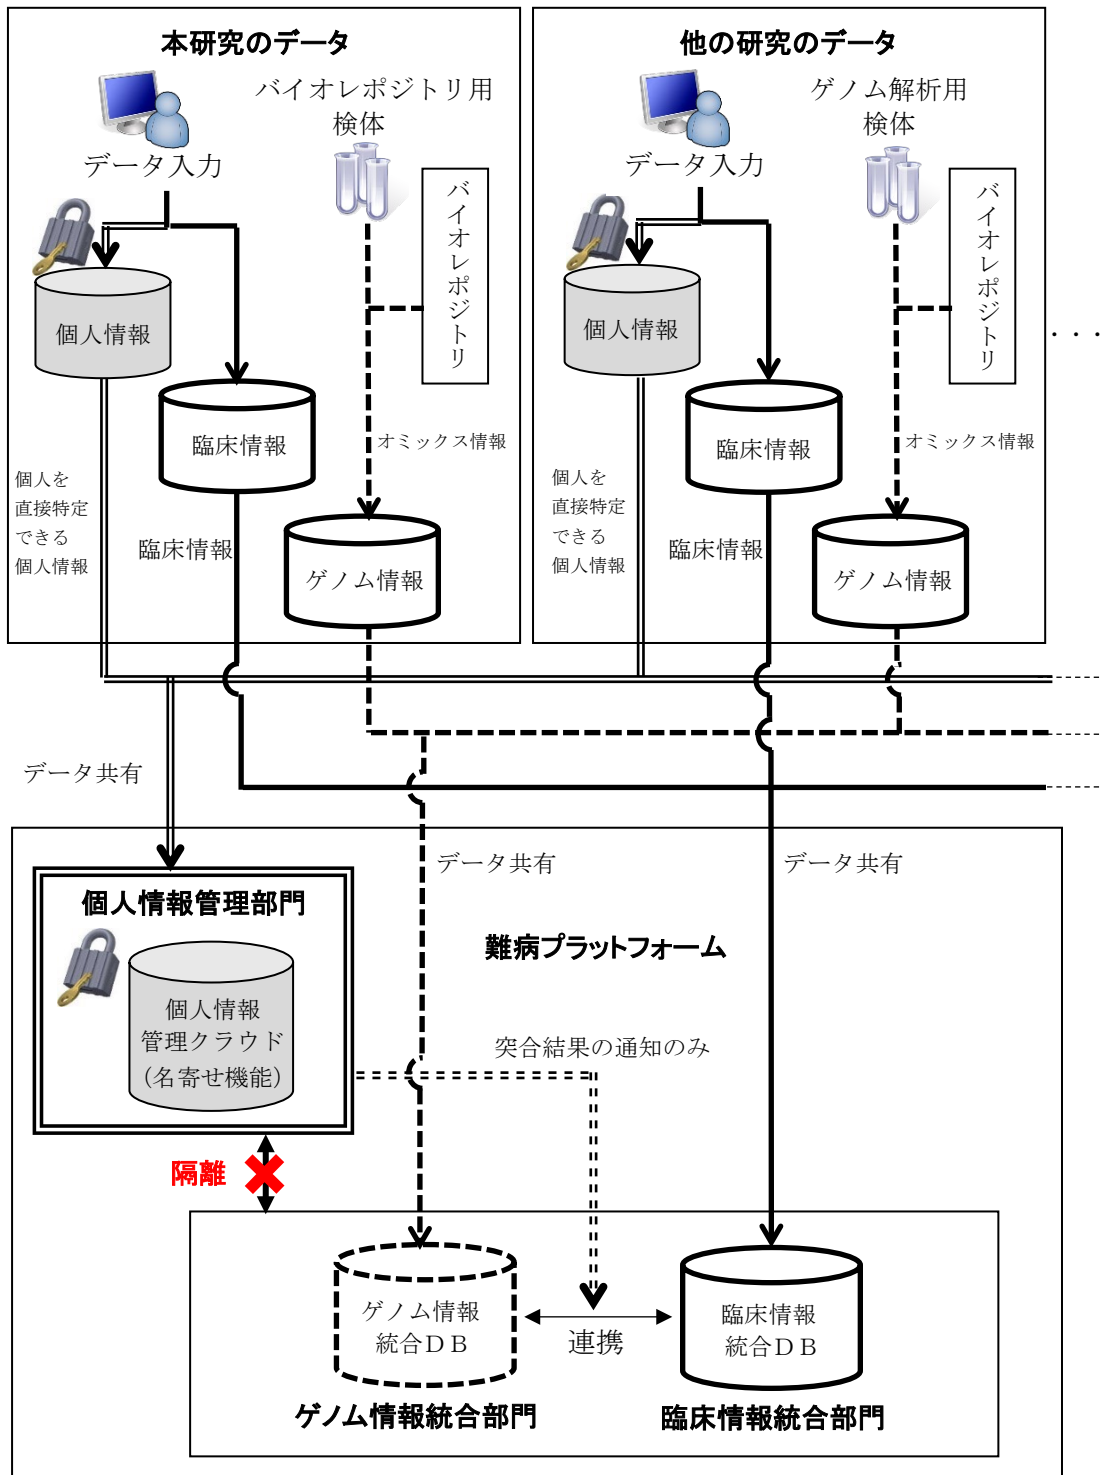 本研究のデータ
バイオレポジトリ用
検体
データ入力
バイオレポジトリ
個人情報
臨床情報
オミックス情報
個人を
直接特定
できる
個人情報
臨床情報
ゲノム情報
他の研究のデータ
ゲノム解析用
検体
データ入力
バイオレポジトリ
個人情報
・・・
臨床情報
オミックス情報
個人を
直接特定
できる
個人情報
臨床情報
ゲノム情報
データ共有
データ共有
データ共有
個人情報管理部門
難病プラットフォーム
個人情報
管理クラウド
（名寄せ機能）
突合結果の通知のみ
隔離
ゲノム情報
統合ＤＢ
連携
臨床情報
統合ＤＢ
ゲノム情報統合部門
臨床情報統合部門